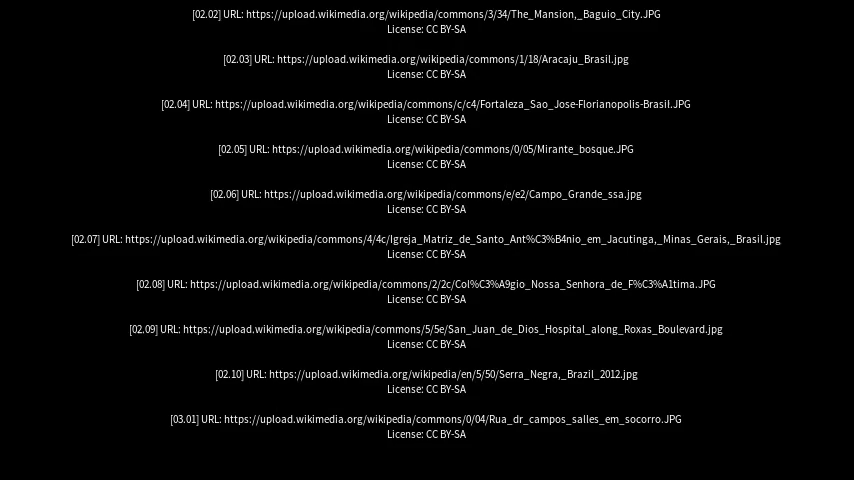 [02.02] URL: https://upload.wikimedia.org/wikipedia/commons/3/34/The_Mansion,_Baguio_City.JPG
License: CC BY-SA
[02.03] URL: https://upload.wikimedia.org/wikipedia/commons/1/18/Aracaju_Brasil.jpg
License: CC BY-SA
[02.04] URL: https://upload.wikimedia.org/wikipedia/commons/c/c4/Fortaleza_Sao_Jose-Florianopolis-Brasil.JPG
License: CC BY-SA
[02.05] URL: https://upload.wikimedia.org/wikipedia/commons/0/05/Mirante_bosque.JPG
License: CC BY-SA
[02.06] URL: https://upload.wikimedia.org/wikipedia/commons/e/e2/Campo_Grande_ssa.jpg
License: CC BY-SA
[02.07] URL: https://upload.wikimedia.org/wikipedia/commons/4/4c/Igreja_Matriz_de_Santo_Ant%C3%B4nio_em_Jacutinga,_Minas_Gerais,_Brasil.jpg
License: CC BY-SA
[02.08] URL: https://upload.wikimedia.org/wikipedia/commons/2/2c/Col%C3%A9gio_Nossa_Senhora_de_F%C3%A1tima.JPG
License: CC BY-SA
[02.09] URL: https://upload.wikimedia.org/wikipedia/commons/5/5e/San_Juan_de_Dios_Hospital_along_Roxas_Boulevard.jpg
License: CC BY-SA
[02.10] URL: https://upload.wikimedia.org/wikipedia/en/5/50/Serra_Negra,_Brazil_2012.jpg
License: CC BY-SA
[03.01] URL: https://upload.wikimedia.org/wikipedia/commons/0/04/Rua_dr_campos_salles_em_socorro.JPG
License: CC BY-SA